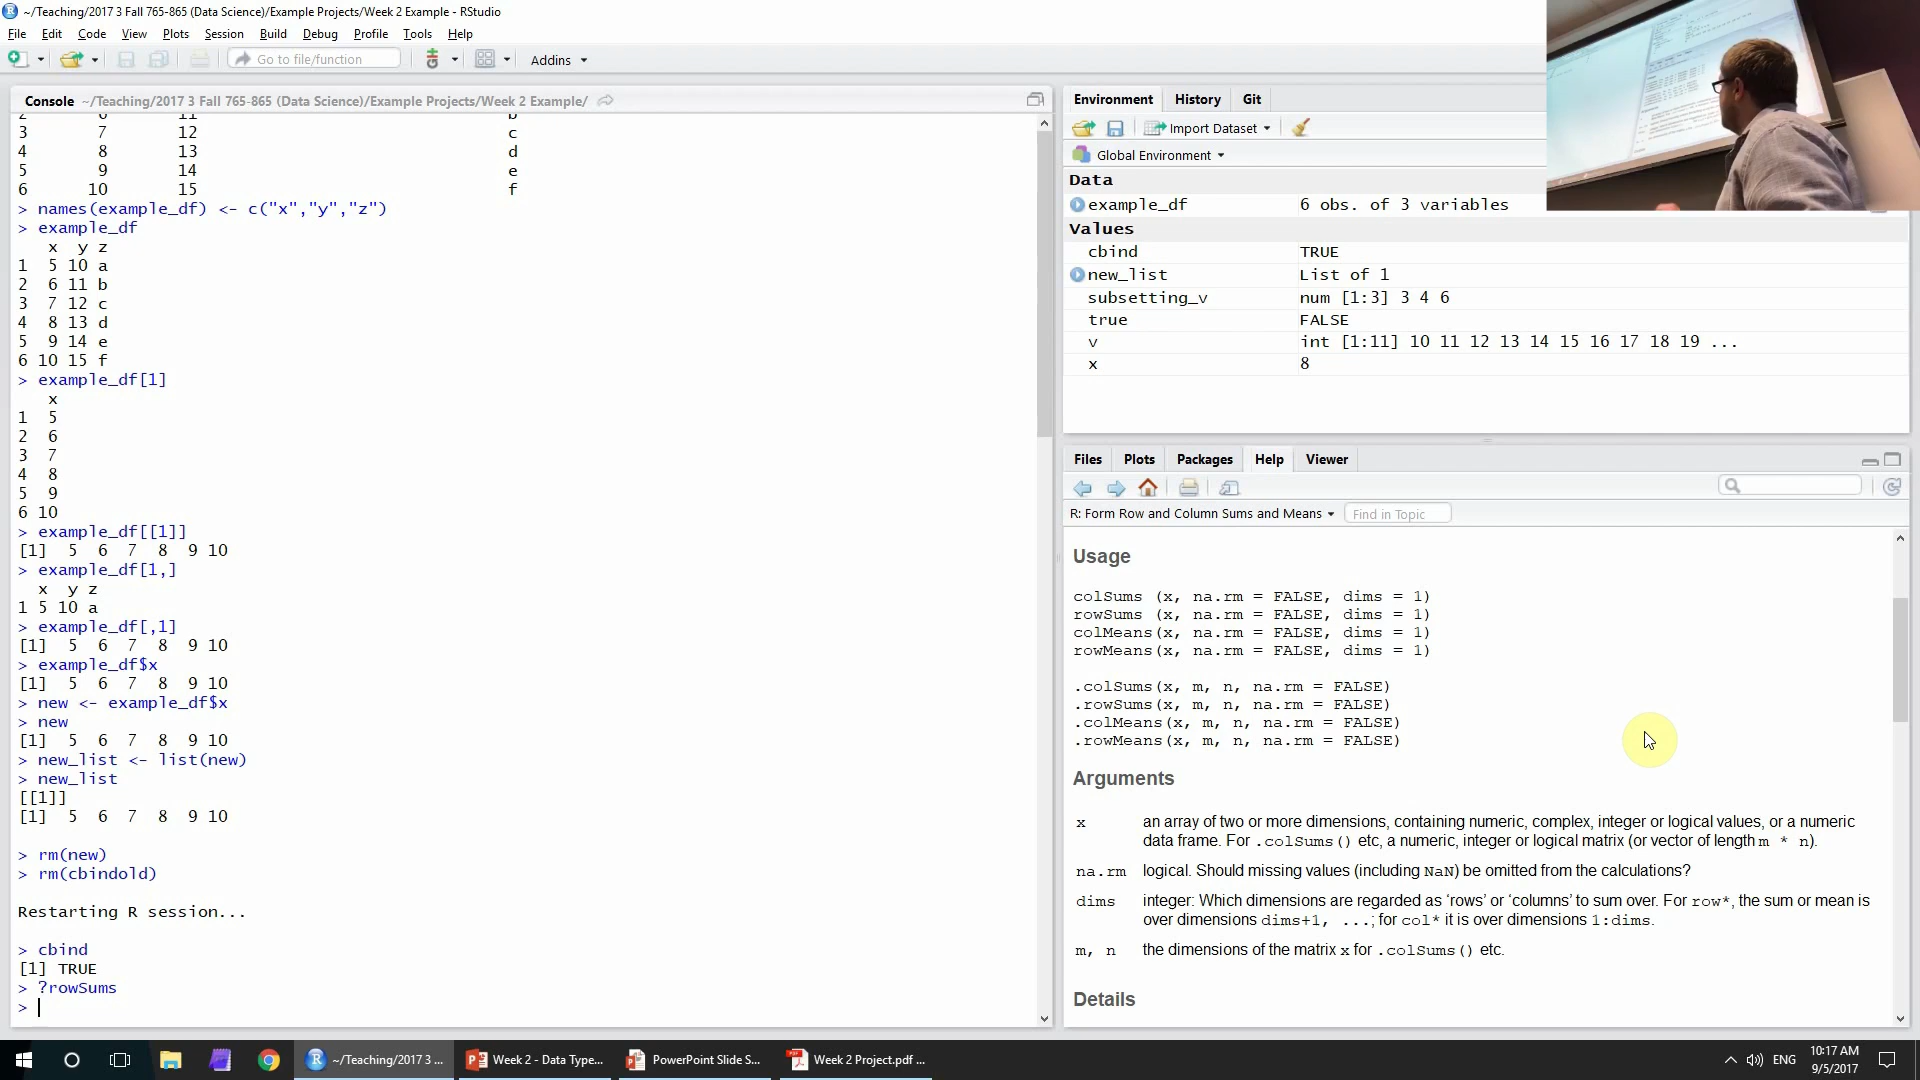 ~/Teaching/2017 3 Fall 765-865 (Data Science)/Example Projects/Week 2 Example - RStudio
File Edit Code View Plots Session Build Debug Profile Tools Help
Go to file/function Addins
Console ~/Teaching/2017 3 Fall 765-865 (Data Science)/Example Projects/Week 2 Example/
2 6 11 b
3 7 12 c
4 8 13 d
5 9 14 e
6 10 15 f
> names(example_df) <- c("x","y","z")
> example_df
x y z
1 5 10 a
2 6 11 b
3 7 12 c
4 8 13 d
5 9 14 e
6 10 15 f
> example_df[1]
x
1 5
2 6
3 7
4 8
5 9
6 10
> example_df[[1]]
[1] 5 6 7 8 9 10
> example_df[1,]
x y z
1 5 10 a
> example_df[,1]
[1] 5 6 7 8 9 10
> example_df$x
[1] 5 6 7 8 9 10
> new <- example_df$x
> new
[1] 5 6 7 8 9 10
> new_list <- list(new)
> new_list
[[1]]
[1] 5 6 7 8 9 10
> rm(new)
> rm(cbindold)
Restarting R session...
> cbind
[1] TRUE
> ?rowSums
>
Environment History Git
Import Dataset
Global Environment
Data
example_df 6 obs. of 3 variables
Values
cbind TRUE
new_list List of 1
subsetting_v num [1:3] 3 4 6
true FALSE
v int [1:11] 10 11 12 13 14 15 16 17 18 19 ...
x 8
Files Plots Packages Help Viewer
R: Form Row and Column Sums and Means Find in Topic
Usage
colSums (x, na.rm = FALSE, dims = 1)
rowSums (x, na.rm = FALSE, dims = 1)
colMeans(x, na.rm = FALSE, dims = 1)
rowMeans(x, na.rm = FALSE, dims = 1)
.colSums(x, m, n, na.rm = FALSE)
.rowSums(x, m, n, na.rm = FALSE)
.colMeans(x, m, n, na.rm = FALSE)
.rowMeans(x, m, n, na.rm = FALSE)
Arguments
x an array of two or more dimensions, containing numeric, complex, integer or logical values, or a numeric
data frame. For .colSums() etc, a numeric, integer or logical matrix (or vector of length m * n).
na.rm logical. Should missing values (including NaN) be omitted from the calculations?
dims integer: Which dimensions are regarded as ‘rows’ or ‘columns’ to sum over. For row*, the sum or mean is
over dimensions dims+1, ...; for col* it is over dimensions 1:dims.
m, n the dimensions of the matrix x for .colSums() etc.
Details
~/Teaching/2017 3 ... Week 2 - Data Type... PowerPoint Slide S... Week 2 Project.pdf ... ENG 10:17 AM
9/5/2017